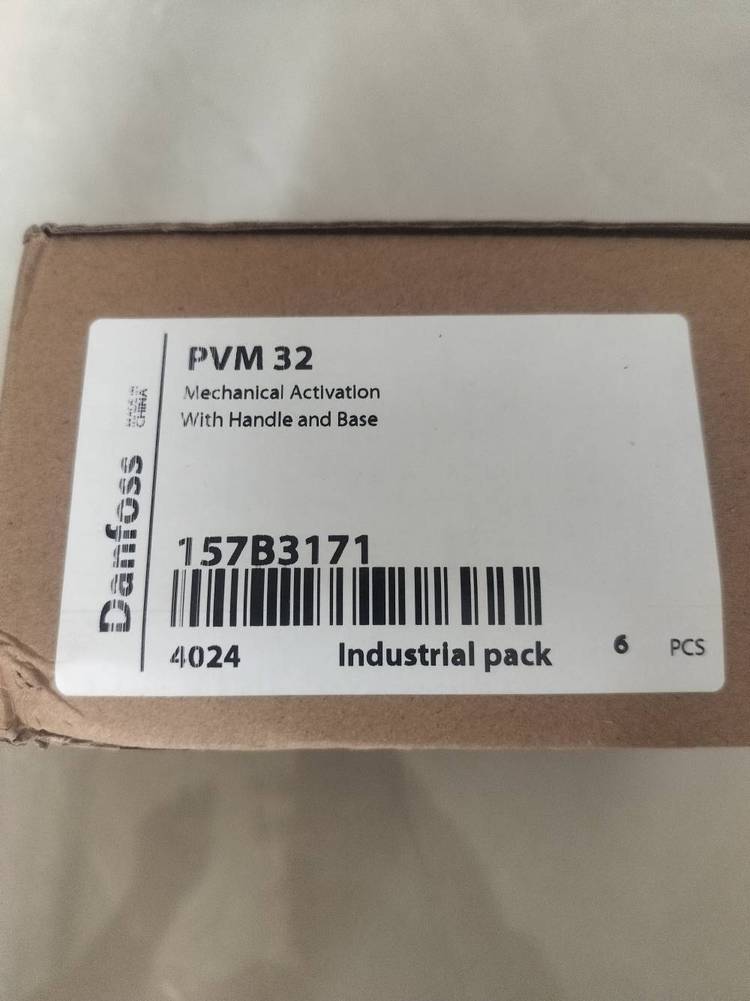 PVM 32
Mechanical Activation
With Handle and Base
MADE IN
CHINA
Danfoss
157B3171
4024 Industrial pack 6 PCS